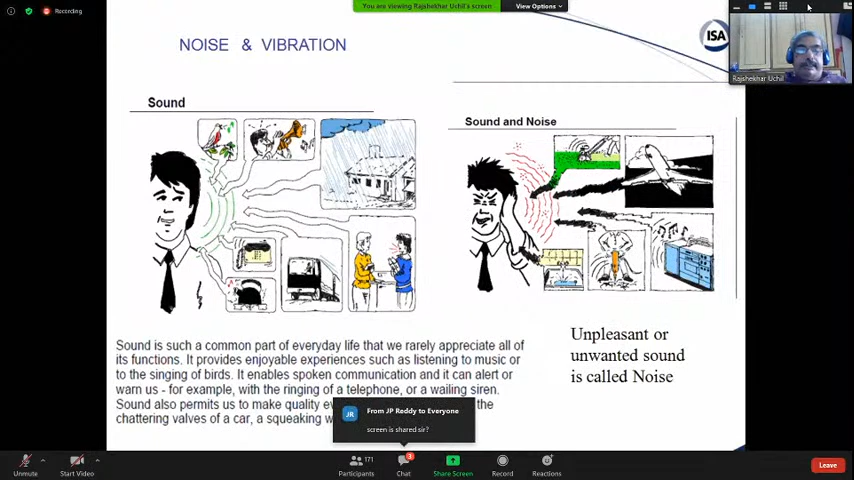 Recording
You are viewing Rajshekhar Uchil's screen
View Options
NOISE & VIBRATION
ISA
Rajshekhar Uchil
Sound
Sound and Noise
Sound is such a common part of everyday life that we rarely appreciate all of
its functions. It provides enjoyable experiences such as listening to music or
to the singing of birds. It enables spoken communication and it can alert or
warn us - for example, with the ringing of a telephone, or a wailing siren.
Sound also permits us to make quality the
chattering valves of a car, a squeaking
Unpleasant or
unwanted sound
is called Noise
JR
From JP Reddy to Everyone
screen is shared sir?
Unmute
Start Video
171
Participants
Chat
Share Screen
Record
Reactions
Leave